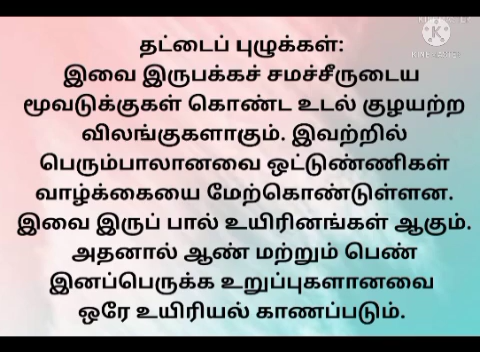 தட்டைப் புழுக்கள்:
இவை இருபக்கச் சமச்சீருடைய
மூவடுக்குகள் கொண்ட உடல் குழயற்ற
விலங்குகளாகும். இவற்றில்
பெரும்பாலானவை ஒட்டுண்ணிகள்
வாழ்க்கையை மேற்கொண்டுள்ளன.
இவை இருப் பால் உயிரினங்கள் ஆகும்.
அதனால் ஆண் மற்றும் பெண்
இனப்பெருக்க உறுப்புகளானவை
ஒரே உயிரியல் காணப்படும்.